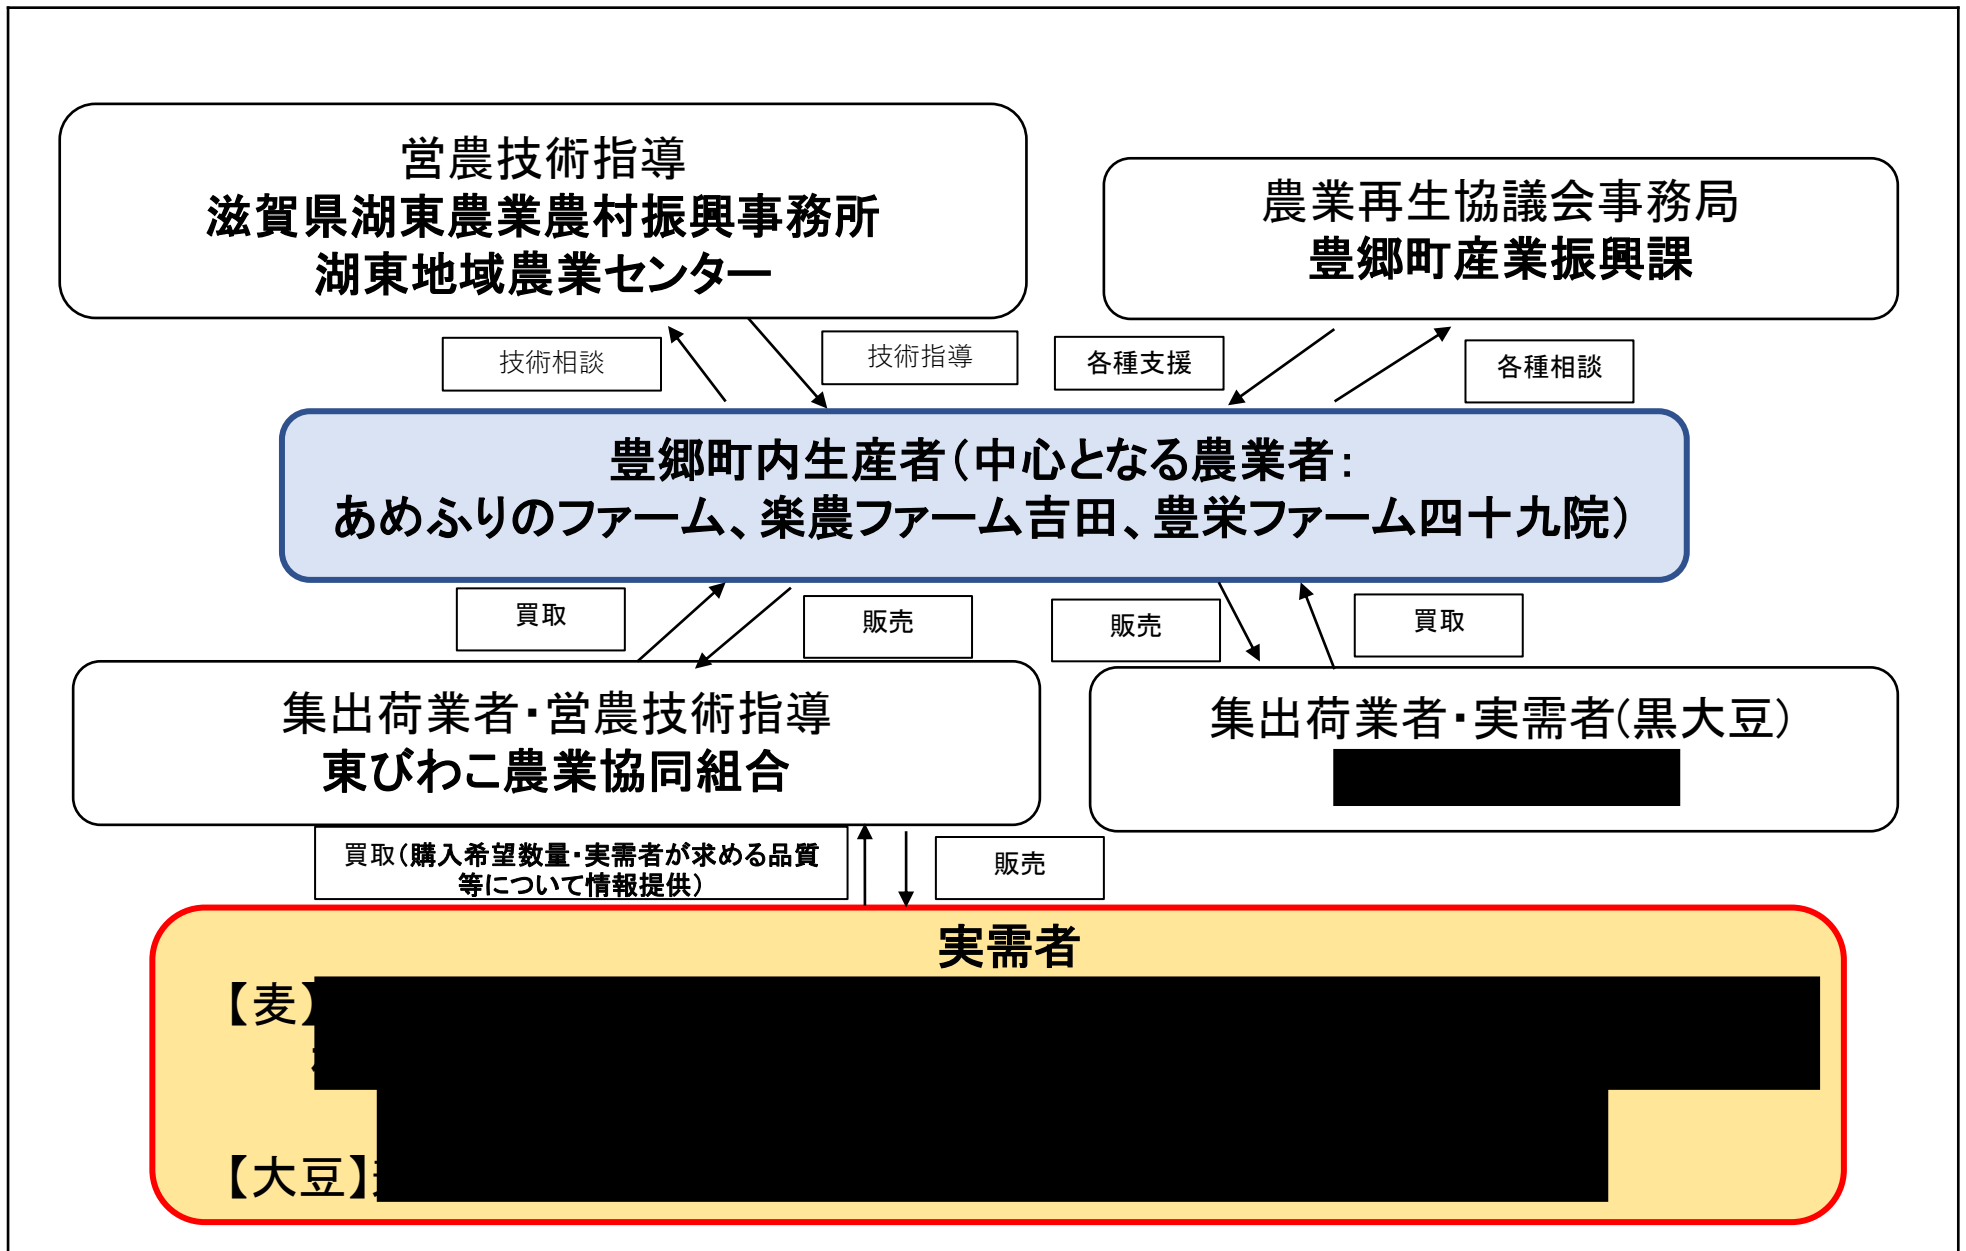 営農技術指導
滋賀県湖東農業農村振興事務所
湖東地域農業センター
農業再生協議会事務局
豊郷町産業振興課
技術相談
技術指導
各種支援
各種相談
豊郷町内生産者（中心となる農業者：
あめふりのファーム、楽農ファーム吉田、豊栄ファーム四十九院）
買取
販売
販売
買取
集出荷業者・営農技術指導
東びわこ農業協同組合
集出荷業者・実需者（黒大豆）
買取（購入希望数量・実需者が求める品質
等について情報提供）
販売
実需者
【麦】
【大豆】